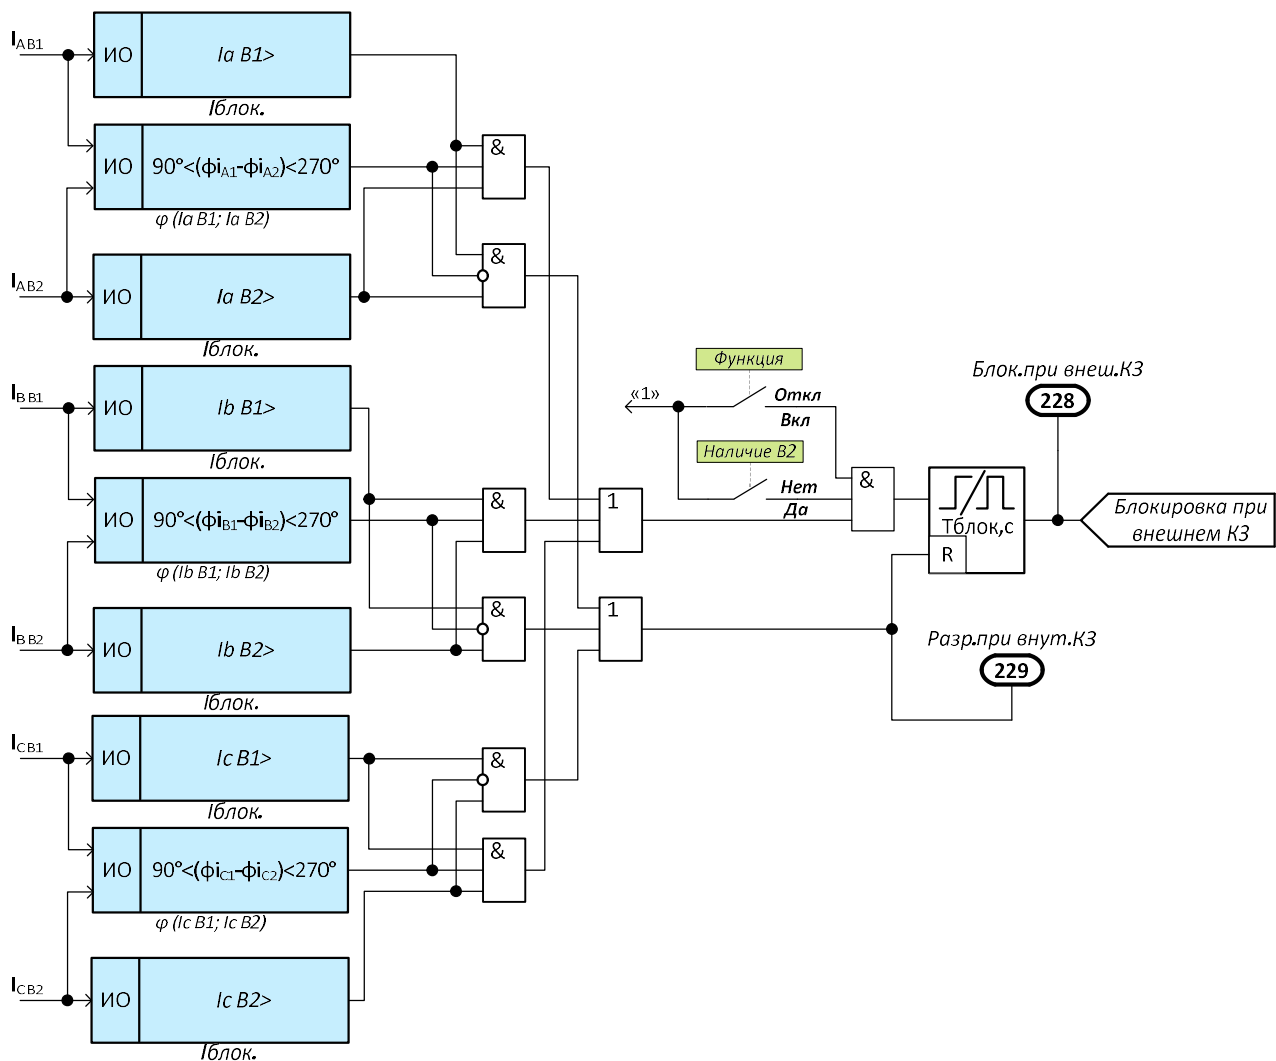 IAB1
ИО
Ia B1>
Iблок.
ИО
90°<(ϕiA1-ϕiA2)<270°
φ (Ia B1; Ia B2)
&
&
IAB2
ИО
Ia B2>
Iблок.
IBB1
ИО
Ib B1>
Iблок.
ИО
90°<(ϕiB1-ϕiB2)<270°
φ (Ib B1; Ib B2)
&
&
IBB2
ИО
Ib B2>
Iблок.
ICB1
ИО
Ic B1>
Iблок.
ИО
90°<(ϕiC1-ϕiC2)<270°
φ (Ic B1; Ic B2)
&
&
ICB2
ИО
Ic B2>
Iблок.
1
1
Функция
«1»
Откл
Вкл
Наличие В2
Нет
Да
&
Tблок,с
R
Блок.при внеш.КЗ
228
Блокировка при
внешнем КЗ
Разр.при внут.КЗ
229